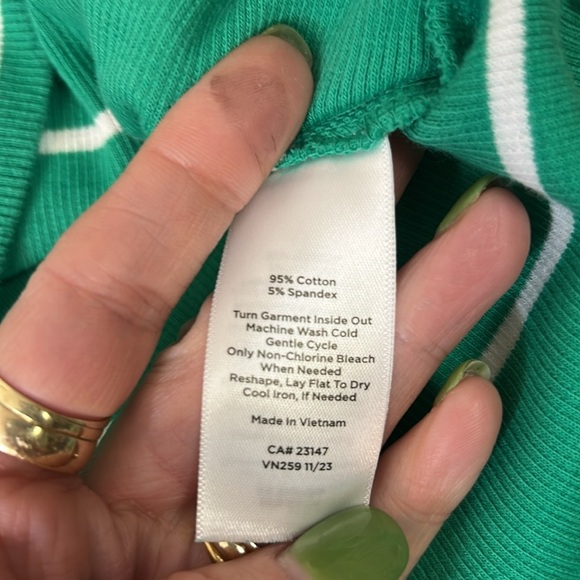 95% Cotton
5% Spandex
Turn Garment Inside Out
Machine Wash Cold
Gentle Cycle
Only Non-Chlorine Bleach
When Needed
Reshape, Lay Flat To Dry
Cool Iron, If Needed
Made In Vietnam
CA# 23147
VN259 11/23